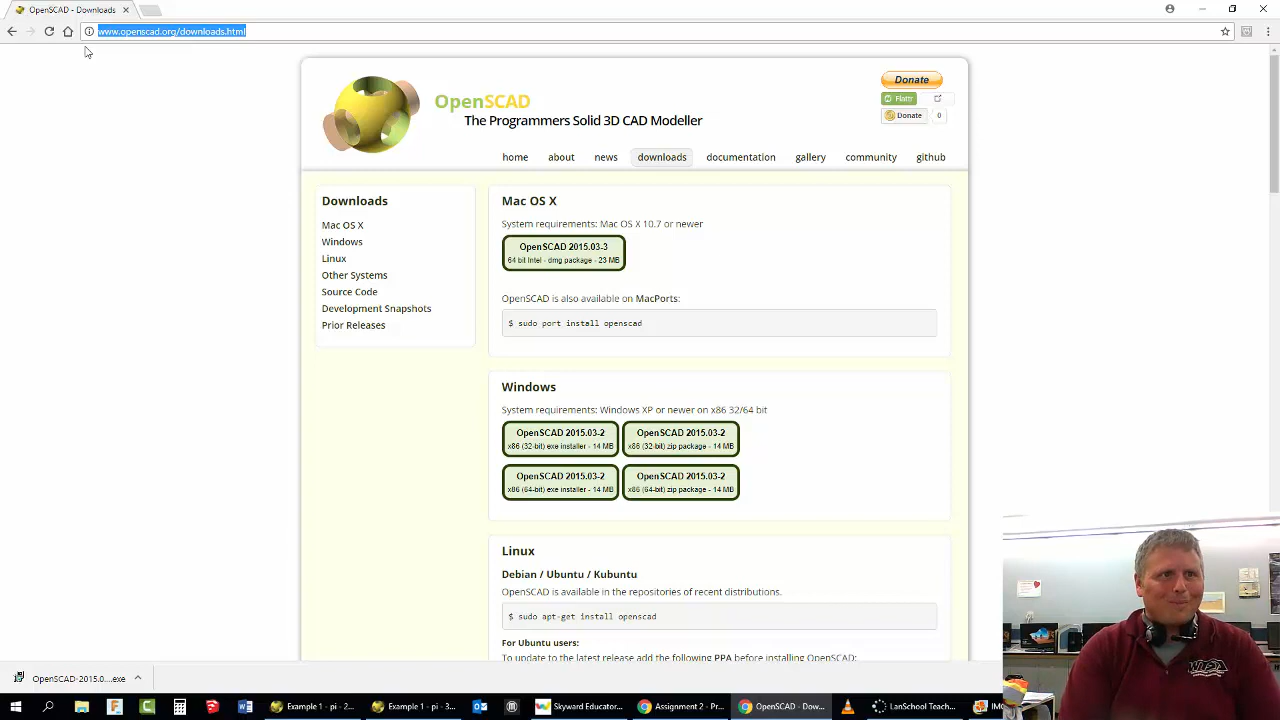 OpenSCAD - Downloads
www.openscad.org/downloads.html
OpenSCAD
The Programmers Solid 3D CAD Modeller
Donate
Flattr
Donate 0
home about news downloads documentation gallery community github
Downloads
Mac OS X
Windows
Linux
Other Systems
Source Code
Development Snapshots
Prior Releases
Mac OS X
System requirements: Mac OS X 10.7 or newer
OpenSCAD 2015.03-3
64 bit Intel - dmg package - 23 MB
OpenSCAD is also available on MacPorts:
$ sudo port install openscad
Windows
System requirements: Windows XP or newer on x86 32/64 bit
OpenSCAD 2015.03-2
x86 (32-bit) exe installer - 14 MB
OpenSCAD 2015.03-2
x86 (32-bit) zip package - 14 MB
OpenSCAD 2015.03-2
x86 (64-bit) exe installer - 14 MB
OpenSCAD 2015.03-2
x86 (64-bit) zip package - 14 MB
Linux
Debian / Ubuntu / Kubuntu
OpenSCAD is available in the repositories of recent distributions.
$ sudo apt-get install openscad
For Ubuntu users:
To update to the latest release add the following PPA before installing OpenSCAD:
OpenSCAD-2015.0....exe
Example 1 - pi - 2...
Example 1 - pi - 3...
Skyward Educator...
Assignment 2 - Pr...
OpenSCAD - Dow...
LanSchool Teach...
IMG